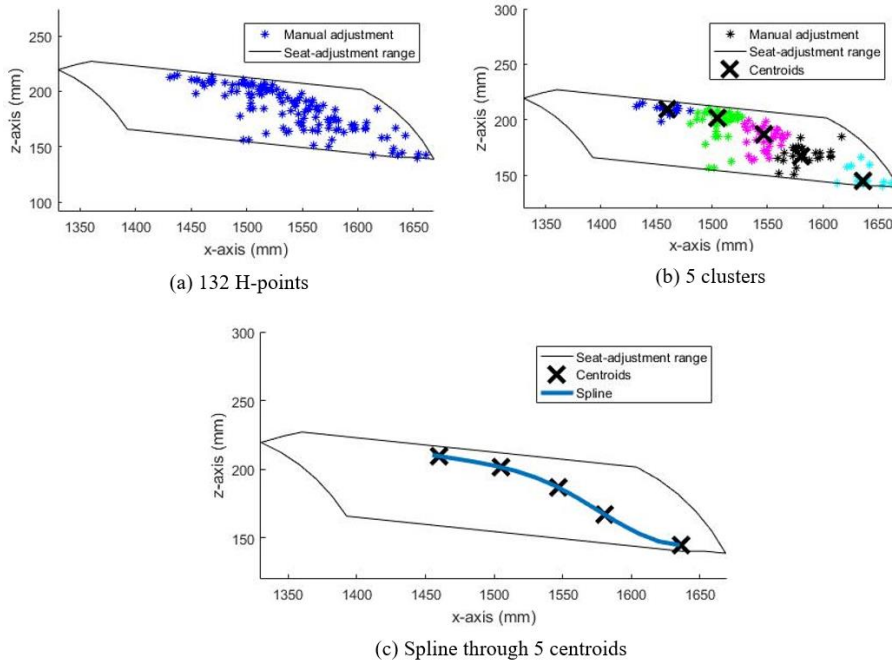 250
200
150
100
z-axis (mm)
1350 1400 1450 1500 1550 1600 1650
x-axis (mm)
Manual adjustment
Seat-adjustment range
(a) 132 H-points
300
250
200
150
z-axis (mm)
1350 1400 1450 1500 1550 1600 1650
x-axis (mm)
Manual adjustment
Seat-adjustment range
Centroids
(b) 5 clusters
300
250
200
150
z-axis (mm)
1350 1400 1450 1500 1550 1600 1650
x-axis (mm)
Seat-adjustment range
Centroids
Spline
(c) Spline through 5 centroids